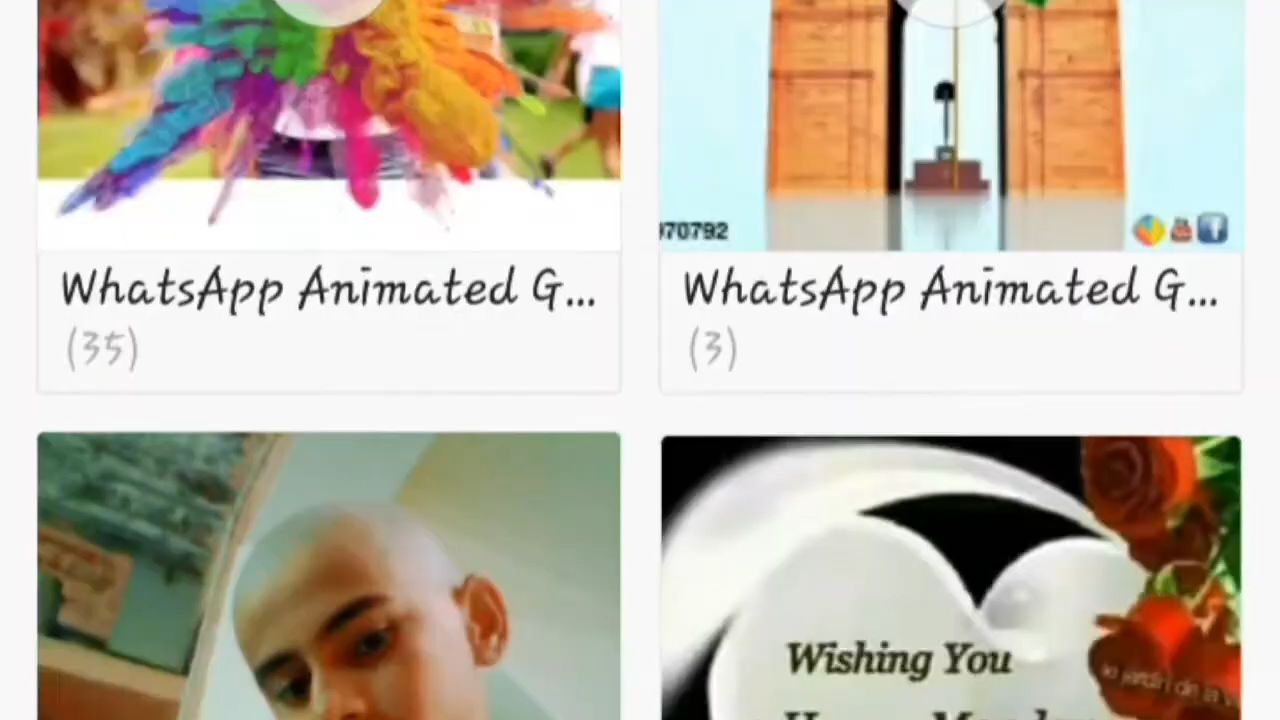 970792
WhatsApp Animated G...
(35)
WhatsApp Animated G...
(3)
Wishing You